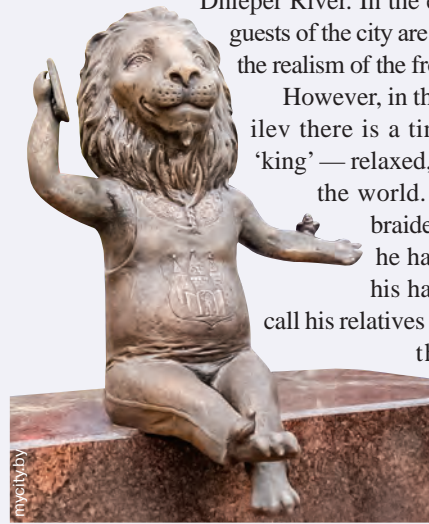 Dnieper River. In the
guests of the city are
the realism of the fr
However, in th
ilev there is a ti
‘king’ — relaxed,
the world.
braide
he ha
his ha
call his relatives
th
mycity.by